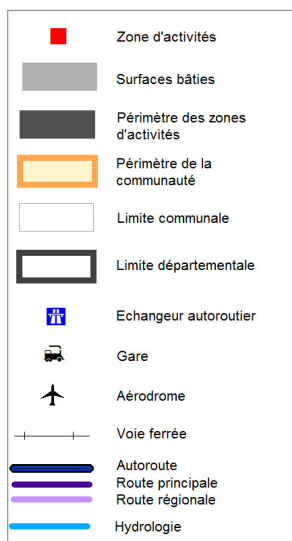 Zone d'activités
Surfaces bâties
Périmètre des zones
d'activités
Périmètre de la
communauté
Limite communale
Limite départementale
Echangeur autoroutier
Gare
Aérodrome
Voie ferrée
Autoroute
Route principale
Route régionale
Hydrologie